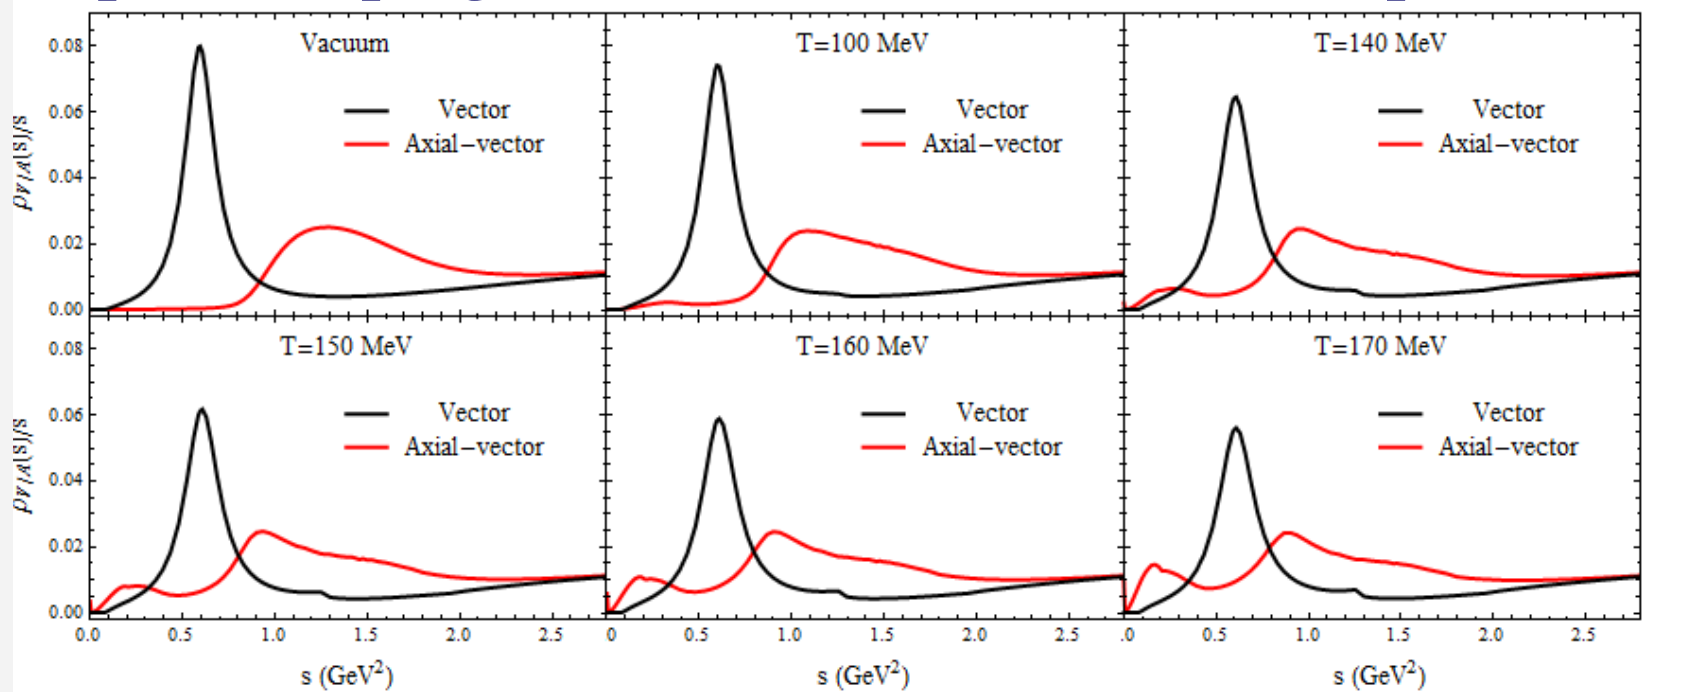 Vacuum
T=100 MeV
T=140 MeV
0.08
0.06
0.04
0.02
0.00
Vector
Axial−vector
Vector
Axial−vector
Vector
Axial−vector
ρV/A(s)/s
T=150 MeV
T=160 MeV
T=170 MeV
0.08
0.06
0.04
0.02
0.00
Vector
Axial−vector
Vector
Axial−vector
Vector
Axial−vector
ρV/A(s)/s
0.0 0.5 1.0 1.5 2.0 2.5
.0 0.5 1.0 1.5 2.0 2.5
.0 0.5 1.0 1.5 2.0 2.5
s (GeV²)
s (GeV²)
s (GeV²)